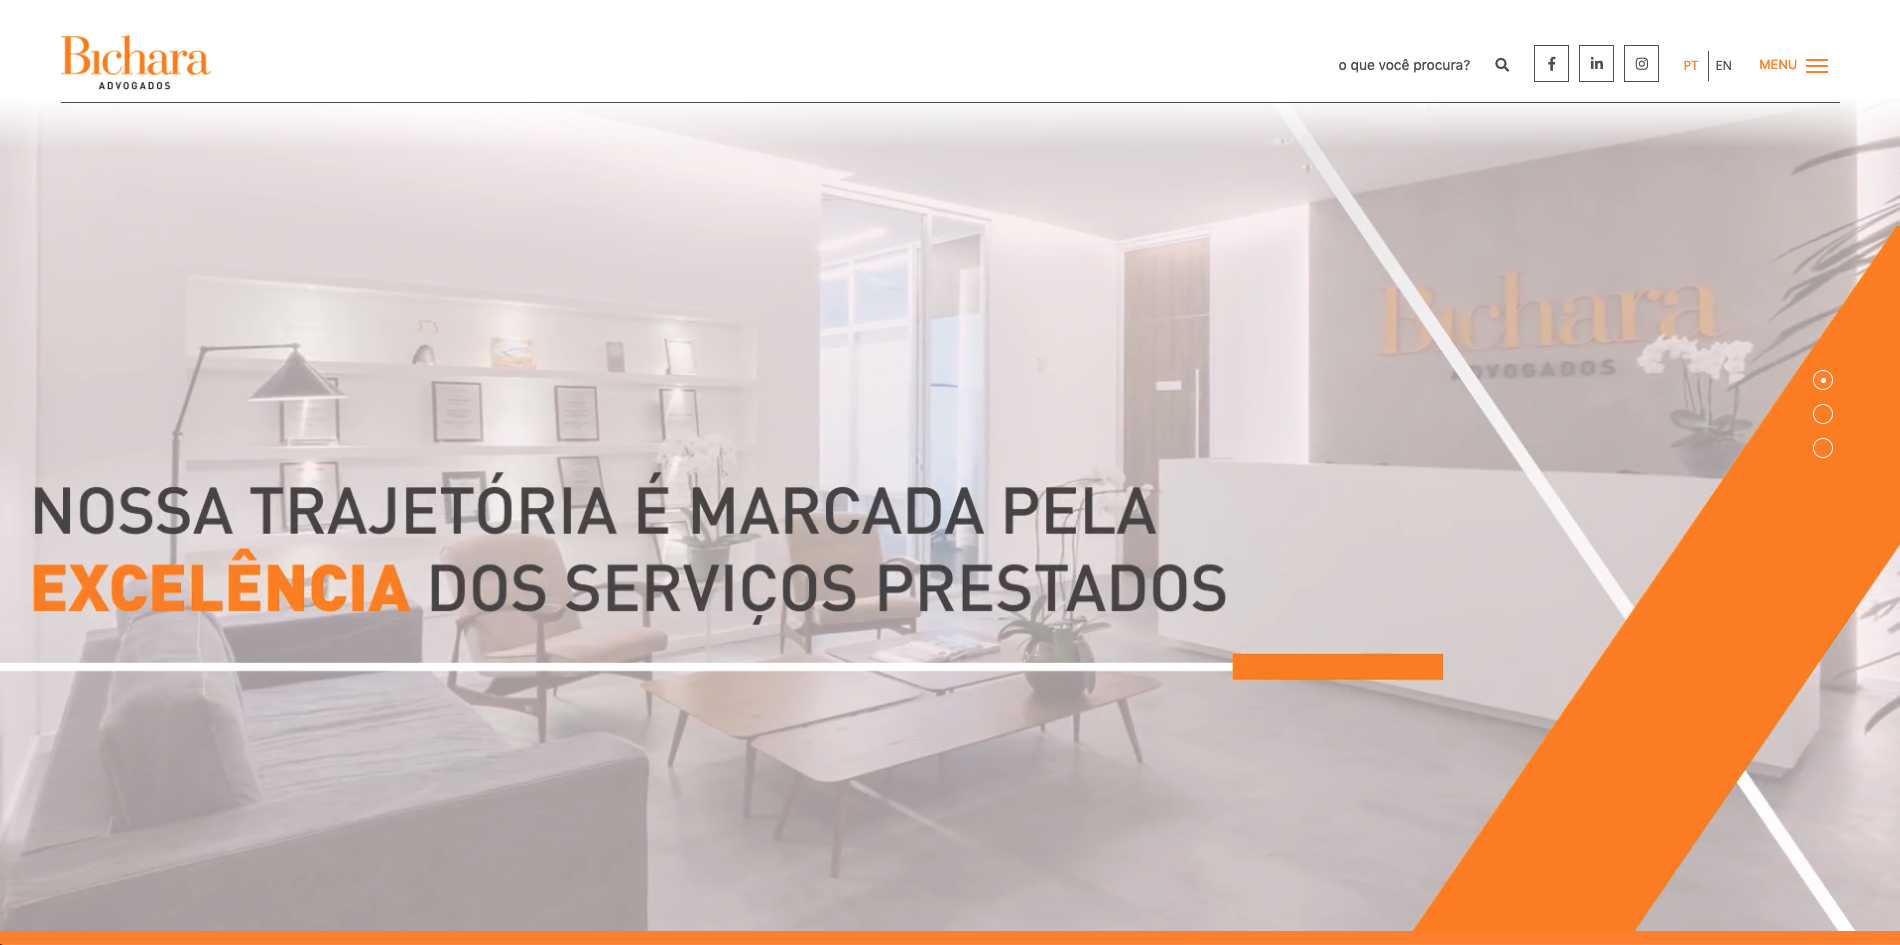 Bichara
ADVOGADOS
o que você procura?
PT
EN
MENU
Bichara
ADVOGADOS
NOSSA TRAJETÓRIA É MARCADA PELA
EXCELÊNCIA DOS SERVIÇOS PRESTADOS